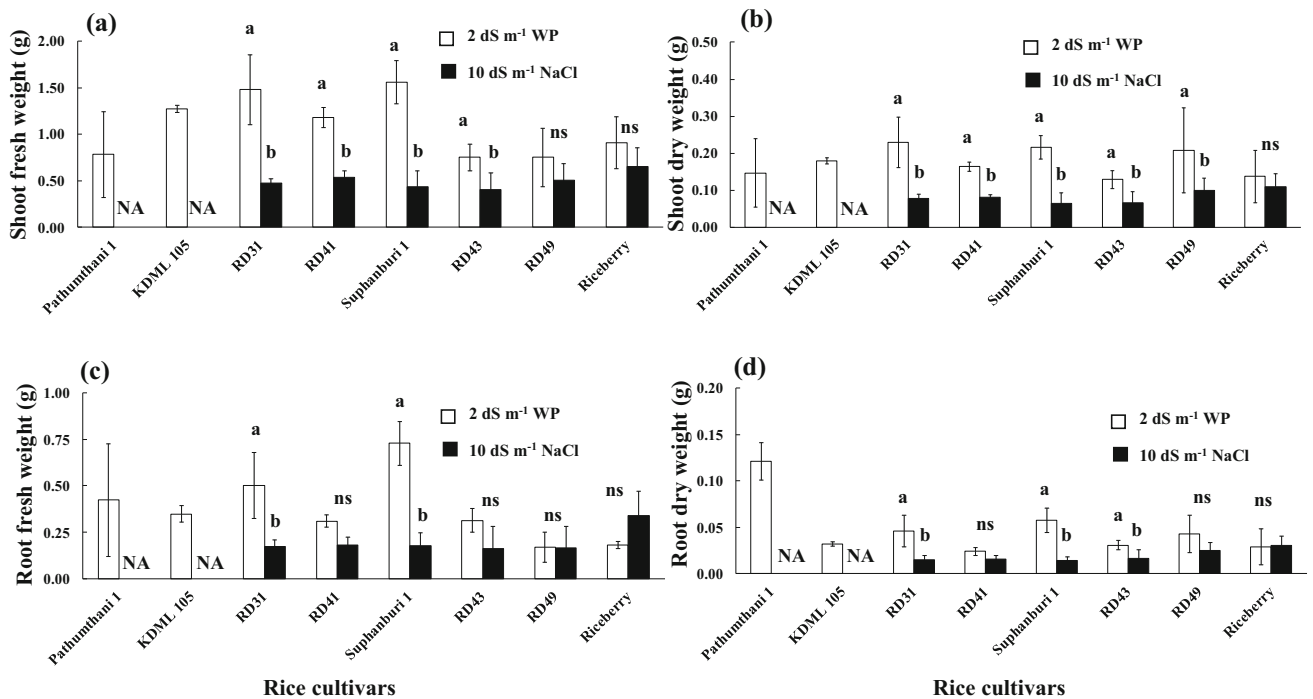 (a)
Shoot fresh weight (g)
2.00
1.50
1.00
0.50
0.00
2 dS m⁻¹ WP
10 dS m⁻¹ NaCl
NA
NA
a
b
a
b
a
b
a
b
ns
ns
Pathumthani 1
KDML 105
RD31
RD41
Suphanburi 1
RD43
RD49
Riceberry
(b)
Shoot dry weight (g)
0.50
0.40
0.30
0.20
0.10
0.00
2 dS m⁻¹ WP
10 dS m⁻¹ NaCl
NA
NA
a
b
a
b
a
b
a
b
a
b
ns
Pathumthani 1
KDML 105
RD31
RD41
Suphanburi 1
RD43
RD49
Riceberry
(c)
Root fresh weight (g)
1.00
0.75
0.50
0.25
0.00
2 dS m⁻¹ WP
10 dS m⁻¹ NaCl
NA
NA
a
b
ns
a
b
ns
ns
ns
Pathumthani 1
KDML 105
RD31
RD41
Suphanburi 1
RD43
RD49
Riceberry
Rice cultivars
(d)
Root dry weight (g)
0.20
0.15
0.10
0.05
0.00
2 dS m⁻¹ WP
10 dS m⁻¹ NaCl
NA
NA
a
b
ns
a
b
a
b
ns
ns
Pathumthani 1
KDML 105
RD31
RD41
Suphanburi 1
RD43
RD49
Riceberry
Rice cultivars